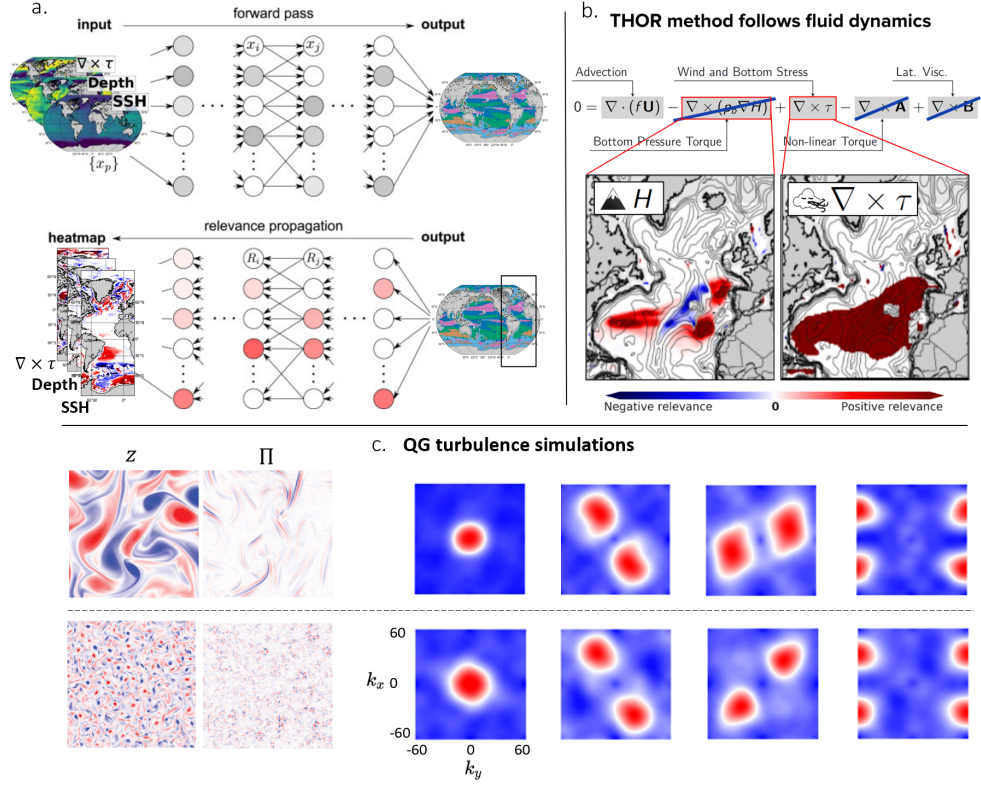 a.
forward pass
input
output
∇ × τ
Depth
SSH
{x_p}
x_i
x_j
relevance propagation
heatmap
output
R_i
R_j
∇ × τ
Depth
SSH
b.
THOR method follows fluid dynamics
Advection
Wind and Bottom Stress
Lat. Visc.
0 = ∇ · (fU) − ∇ × (p_b∇H) + ∇ × τ − ∇ × A + ∇ × B
Bottom Pressure Torque
Non-linear Torque
H
∇ × τ
Negative relevance
0
Positive relevance
c.
QG turbulence simulations
z
Π
60
k_x
0
-60
-60
0
60
k_y